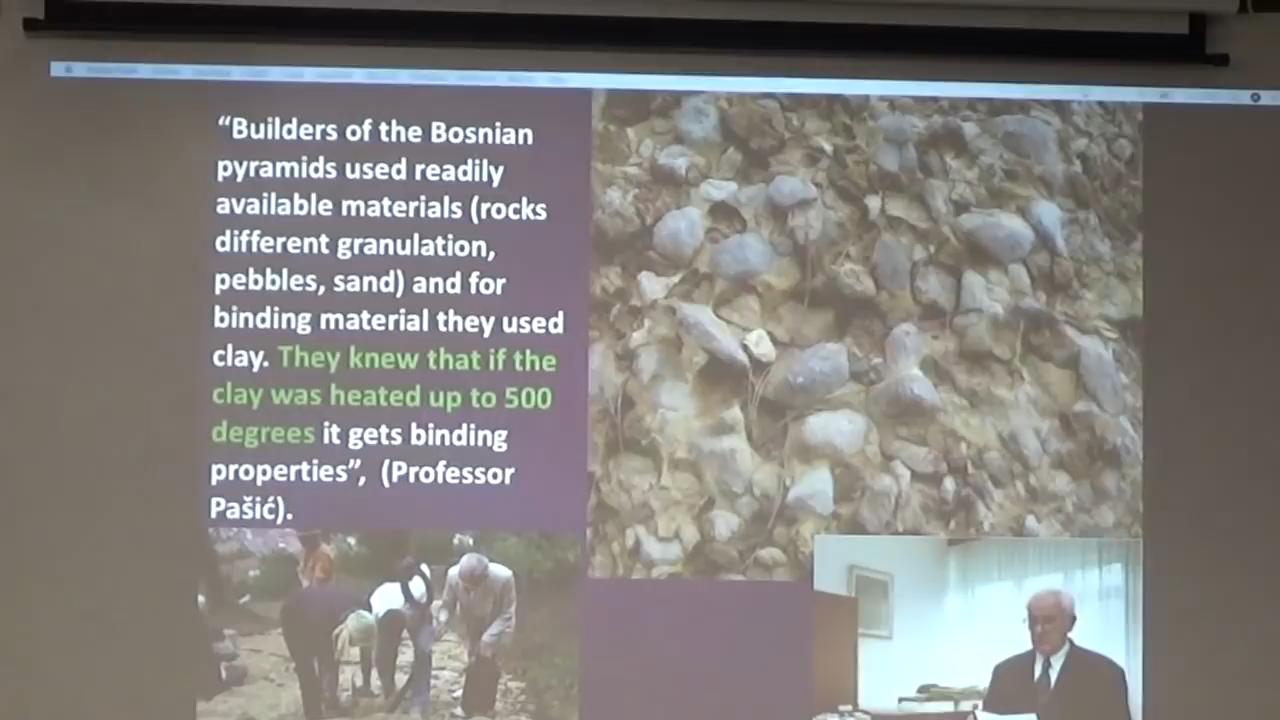 “Builders of the Bosnian
pyramids used readily
available materials (rocks
different granulation,
pebbles, sand) and for
binding material they used
clay. They knew that if the
clay was heated up to 500
degrees it gets binding
properties”, (Professor
Pašić).